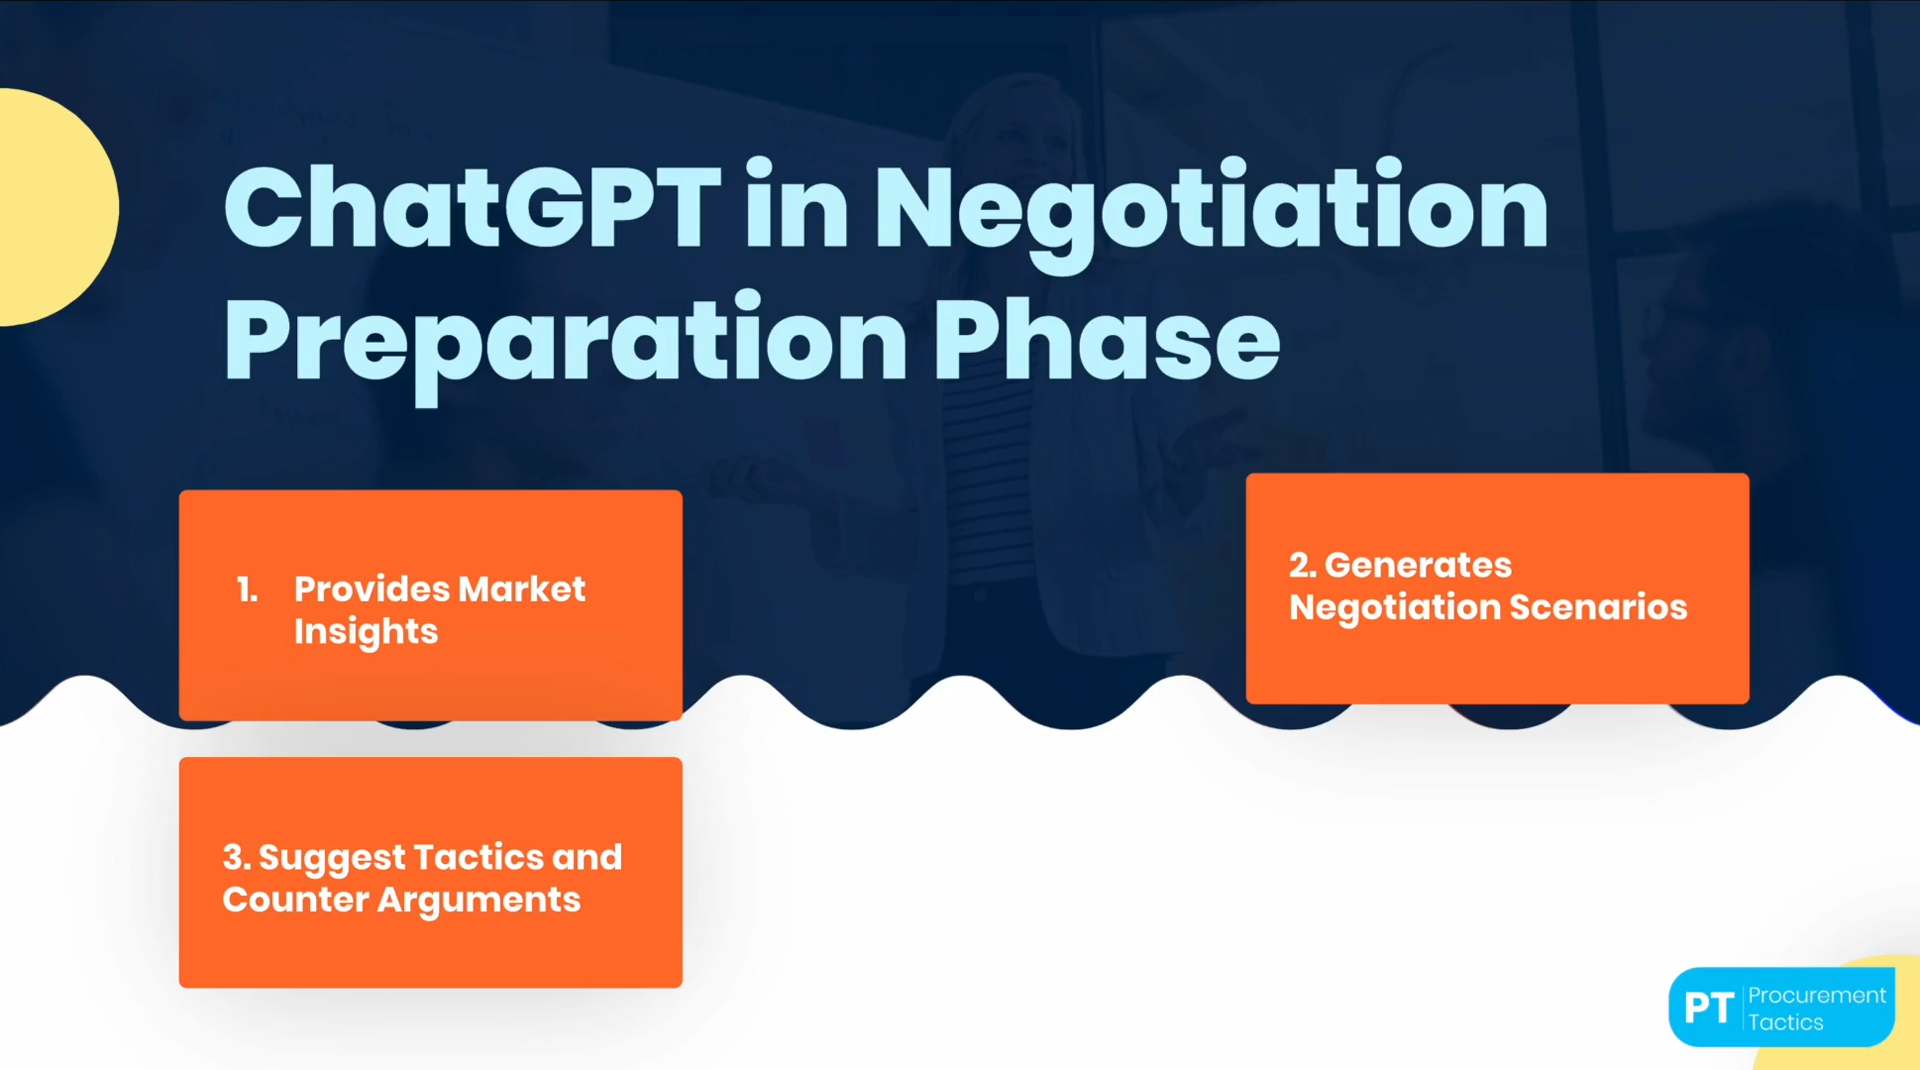 ChatGPT in Negotiation
Preparation Phase
1. Provides Market
Insights
2. Generates
Negotiation Scenarios
3. Suggest Tactics and
Counter Arguments
PT Procurement
Tactics